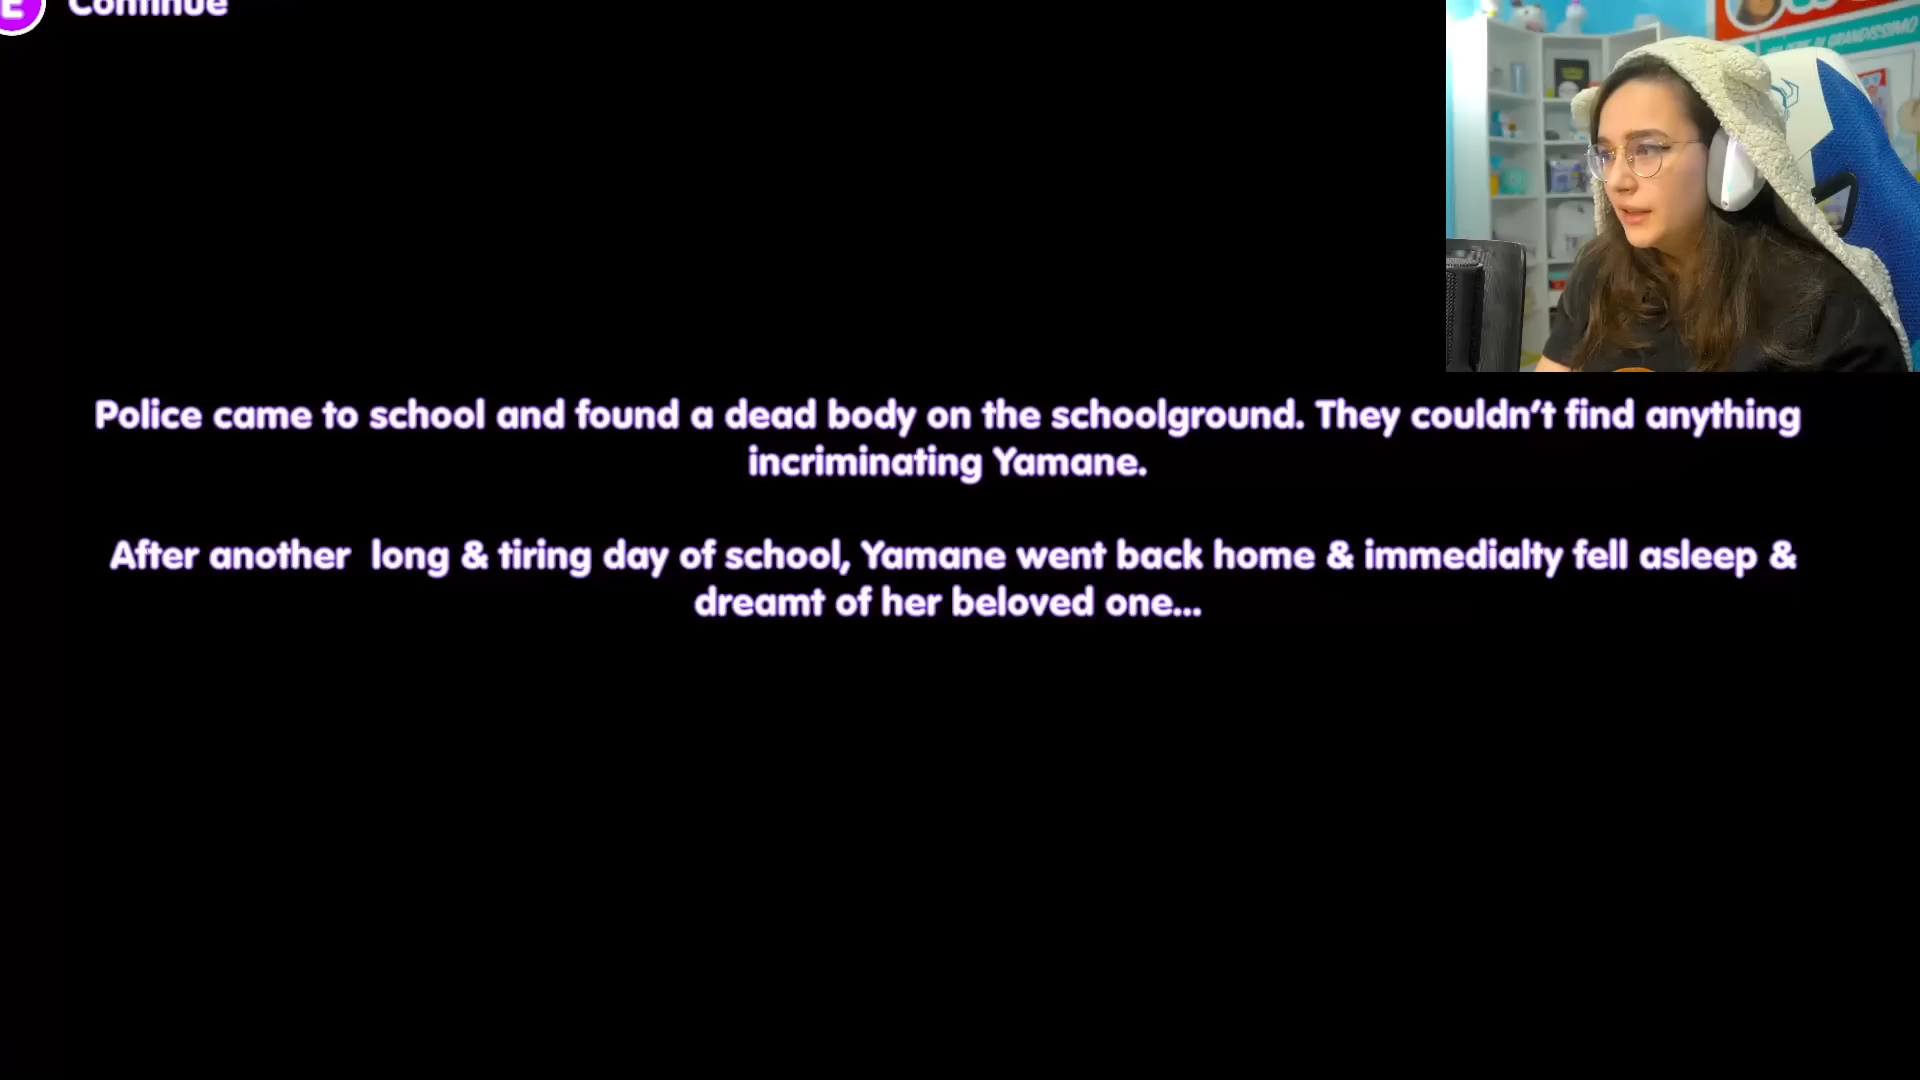 E Continue
Police came to school and found a dead body on the schoolground. They couldn't find anything
incriminating Yamane.
After another long & tiring day of school, Yamane went back home & immedialty fell asleep &
dreamt of her beloved one...